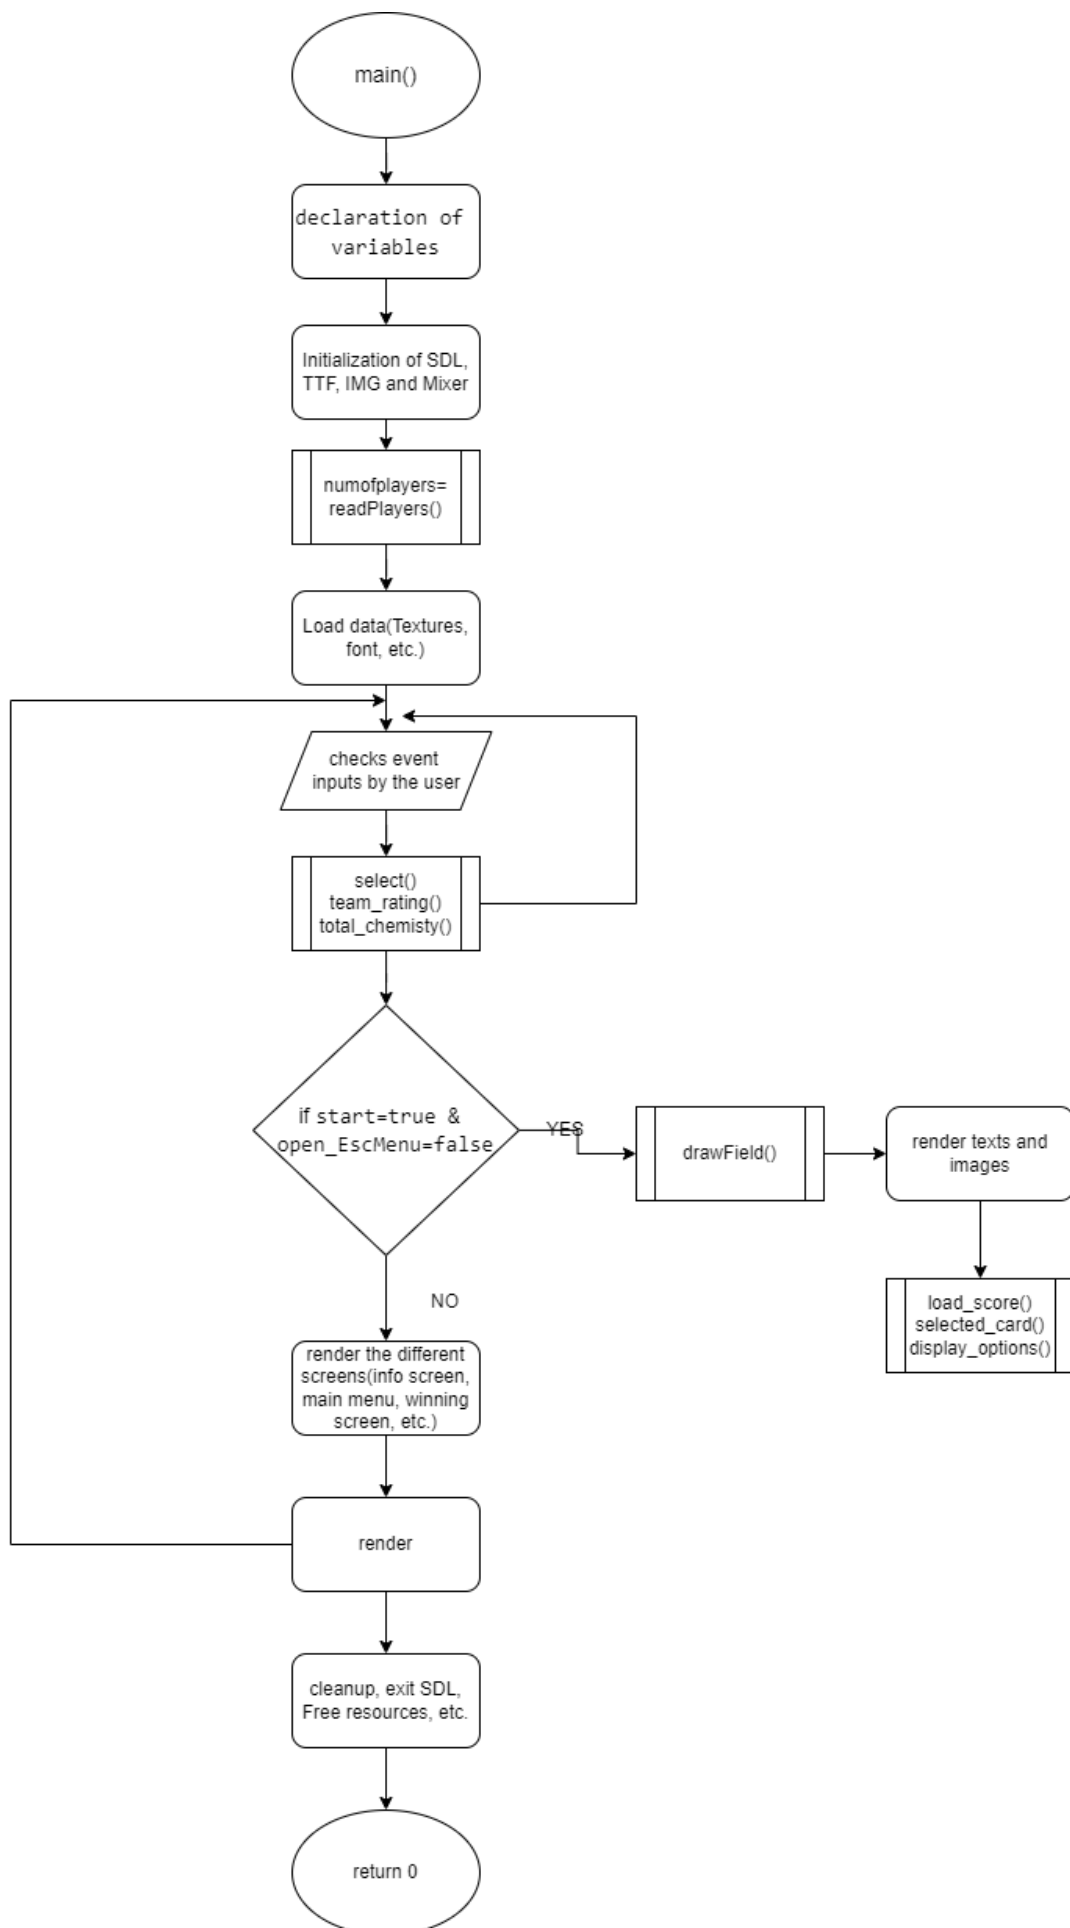 main()
declaration of
variables
Initialization of SDL,
TTF, IMG and Mixer
numofplayers=
readPlayers()
Load data(Textures,
font, etc.)
checks event
inputs by the user
select()
team_rating()
total_chemisty()
if start=true &
open_EscMenu=false
YES
drawField()
render texts and
images
load_score()
selected_card()
display_options()
NO
render the different
screens(info screen,
main menu, winning
screen, etc.)
render
cleanup, exit SDL,
Free resources, etc.
return 0